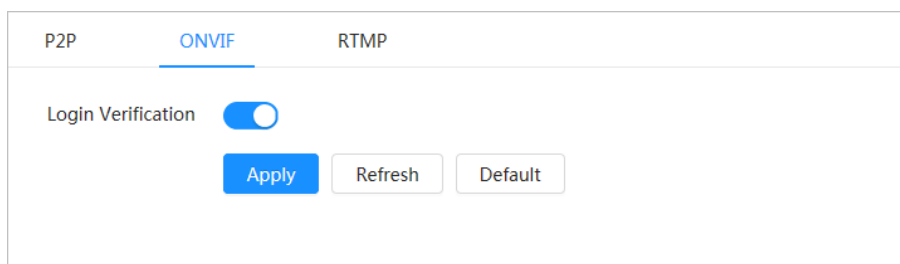 P2P ONVIF RTMP
Login Verification
Apply Refresh Default